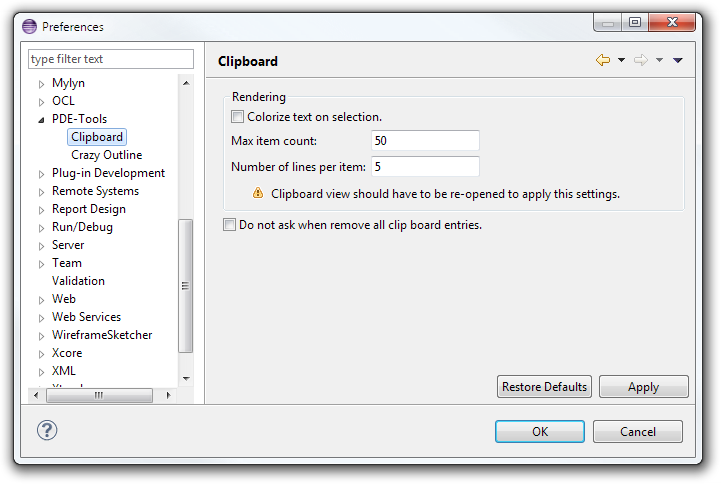 Preferences
type filter text
Mylyn
OCL
PDE-Tools
Clipboard
Crazy Outline
Plug-in Development
Remote Systems
Report Design
Run/Debug
Server
Team
Validation
Web
Web Services
WireframeSketcher
Xcore
XML
Clipboard
Rendering
Colorize text on selection.
Max item count: 50
Number of lines per item: 5
Clipboard view should have to be re-opened to apply this settings.
Do not ask when remove all clip board entries.
Restore Defaults Apply
OK Cancel